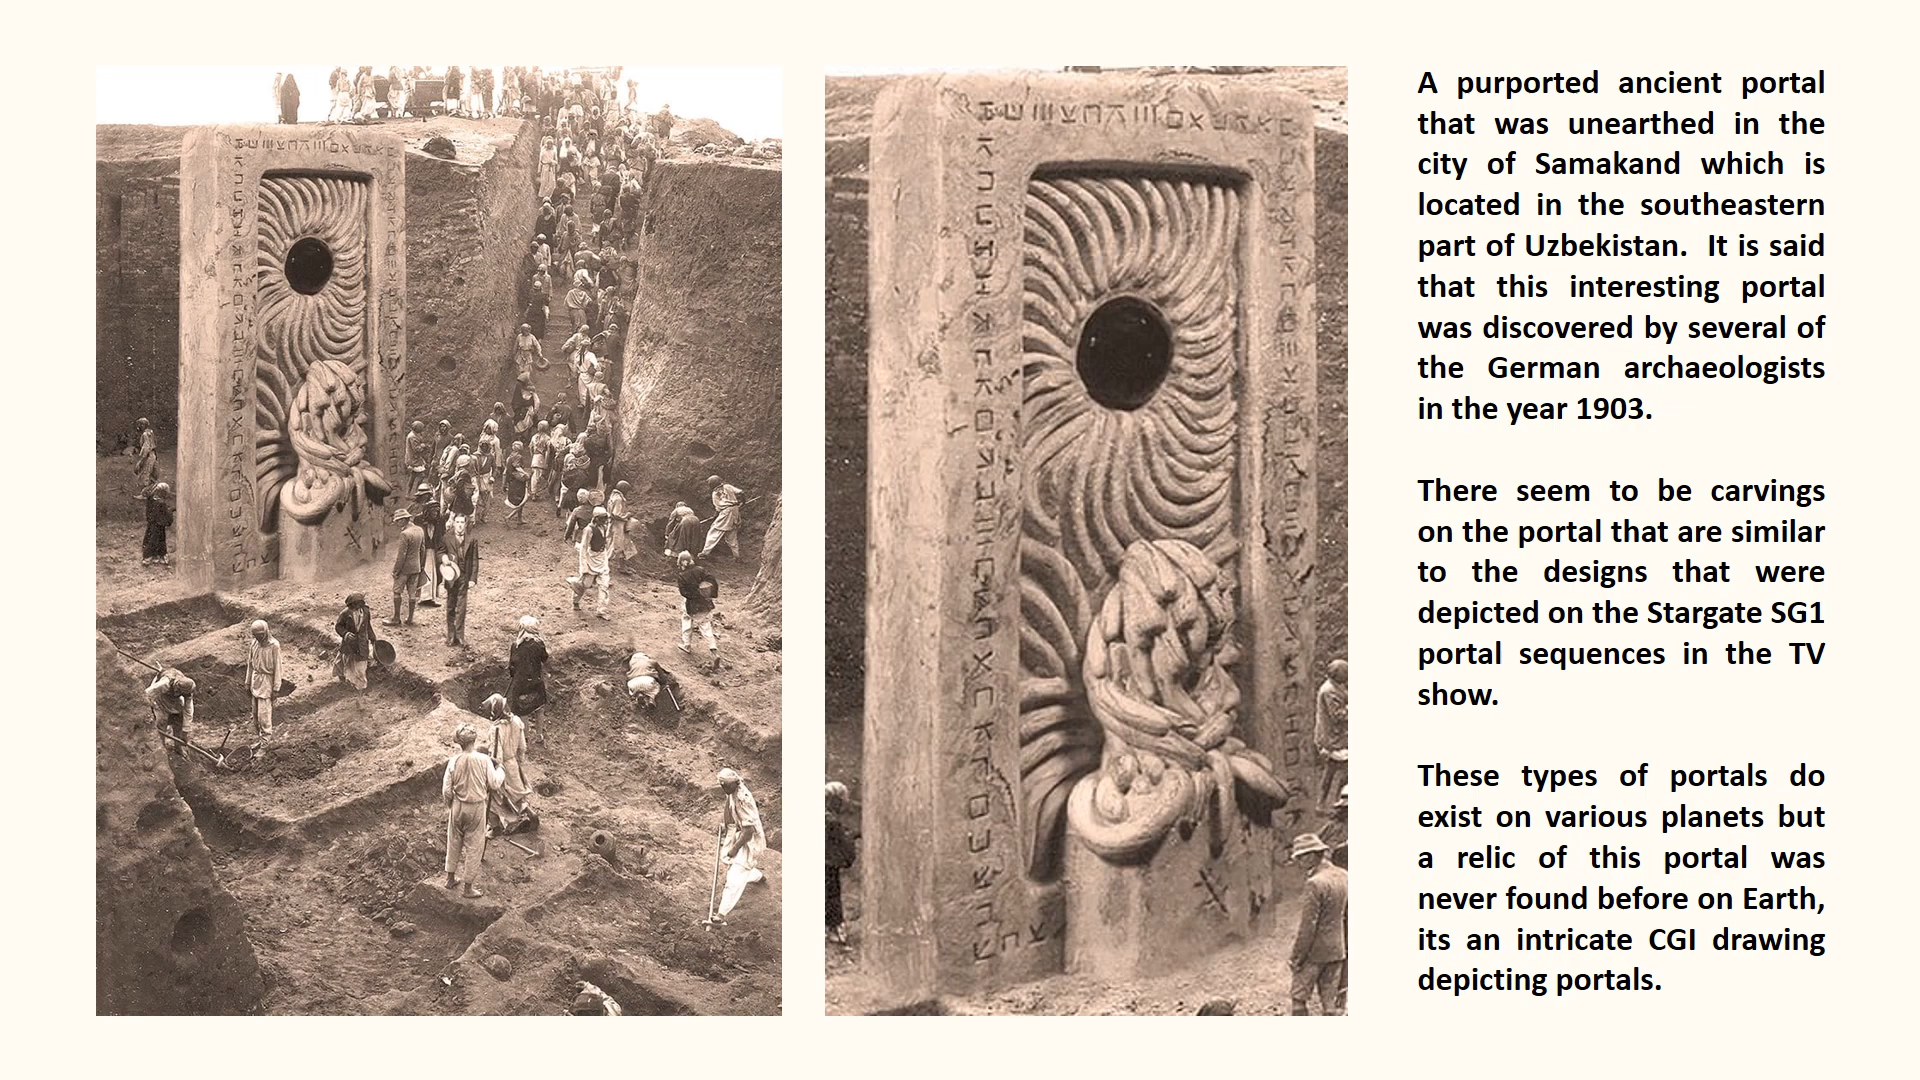 A purported ancient portal
that was unearthed in the
city of Samakand which is
located in the southeastern
part of Uzbekistan. It is said
that this interesting portal
was discovered by several of
the German archaeologists
in the year 1903.
There seem to be carvings
on the portal that are similar
to the designs that were
depicted on the Stargate SG1
portal sequences in the TV
show.
These types of portals do
exist on various planets but
a relic of this portal was
never found before on Earth,
its an intricate CGI drawing
depicting portals.